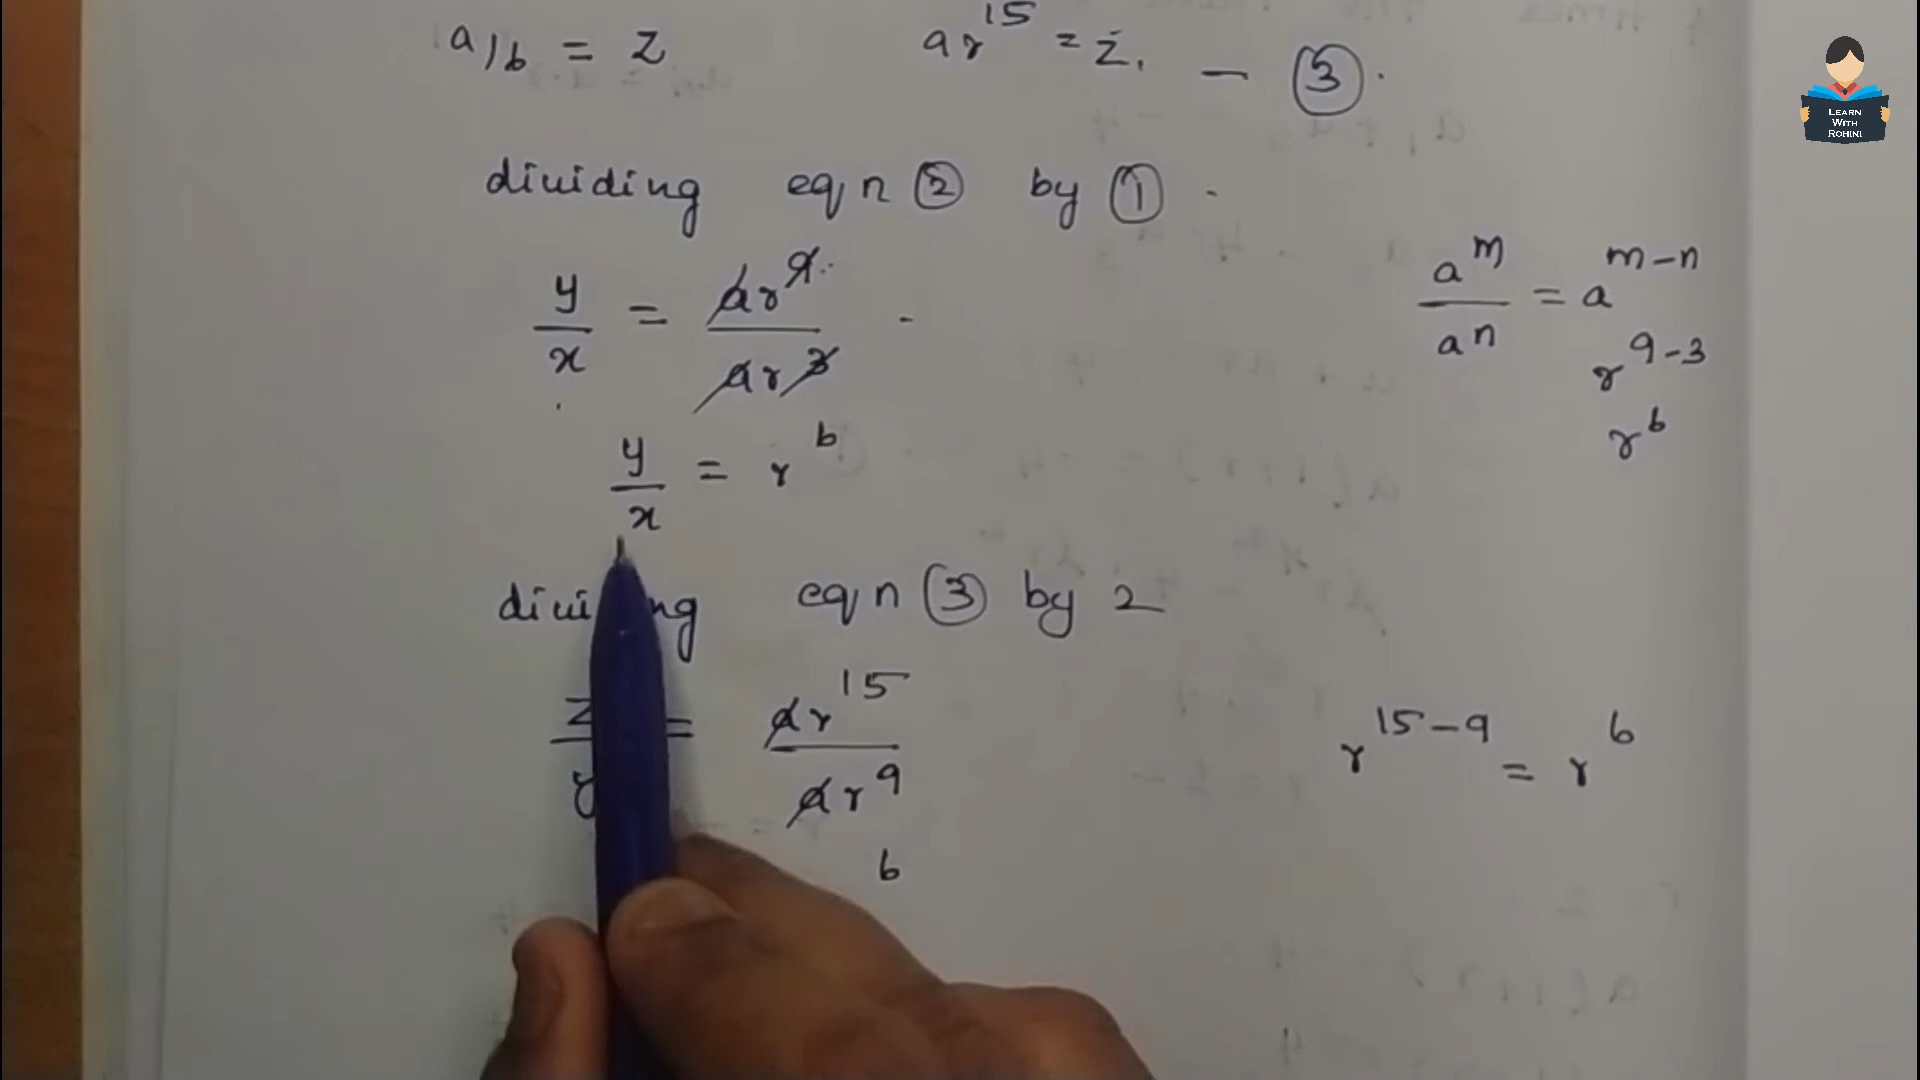 a16 = z    ar^15 = z. — ③.
LEARN
WITH
ROHINI
dividing eqn ② by ① .
y/x = ar^9/ar^3
a^m/a^n = a^(m-n)
r^(9-3)
r^6
y/x = r^6
dividing eqn ③ by 2
z/y = ar^15/ar^9
r^(15-9) = r^6
6